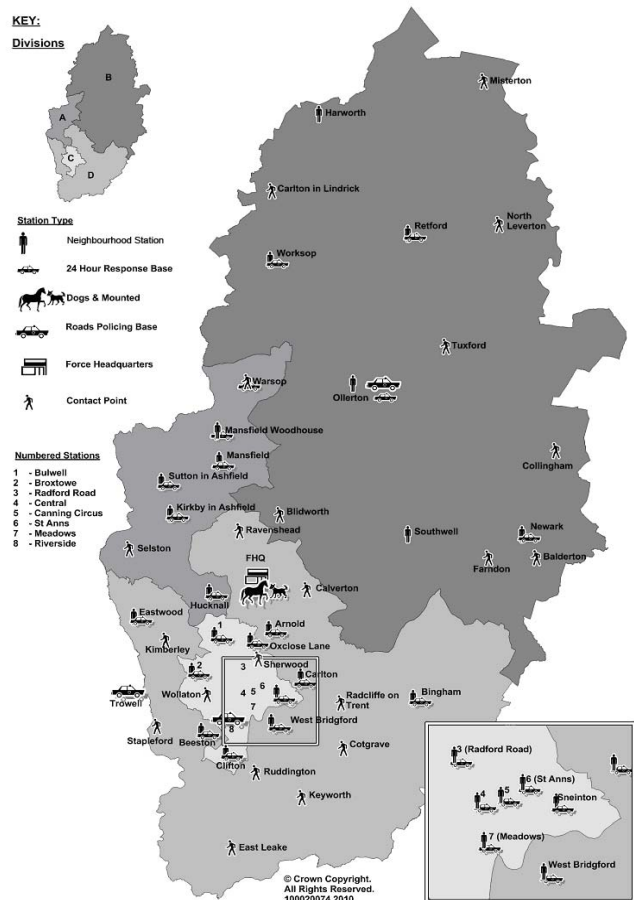 KEY:
Divisions
B
A
C
D
Station Type
Neighbourhood Station
24 Hour Response Base
Dogs & Mounted
Roads Policing Base
Force Headquarters
Contact Point
Numbered Stations
1 - Bulwell
2 - Broxtowe
3 - Radford Road
4 - Central
5 - Canning Circus
6 - St Anns
7 - Meadows
8 - Riverside
Misterton
Harworth
Carlton in Lindrick
North
Leverton
Retford
Worksop
Tuxford
Warsop
Ollerton
Mansfield Woodhouse
Mansfield
Collingham
Sutton in Ashfield
Kirkby in Ashfield
Blidworth
Ravenshead
Southwell
Newark
Selston
Farndon
Balderton
FHQ
Calverton
Hucknall
Eastwood
Arnold
1
Oxclose Lane
Kimberley
Sherwood
2
3
Carlton
Wollaton
4
5
6
7
Radcliffe on
Trent
Bingham
Trowell
8
West Bridgford
Stapleford
Beeston
Cotgrave
Clifton
Ruddington
Keyworth
East Leake
3 (Radford Road)
6 (St Anns)
4
5
Sneinton
7 (Meadows)
West Bridgford
© Crown Copyright.
All Rights Reserved.
100020074 2010